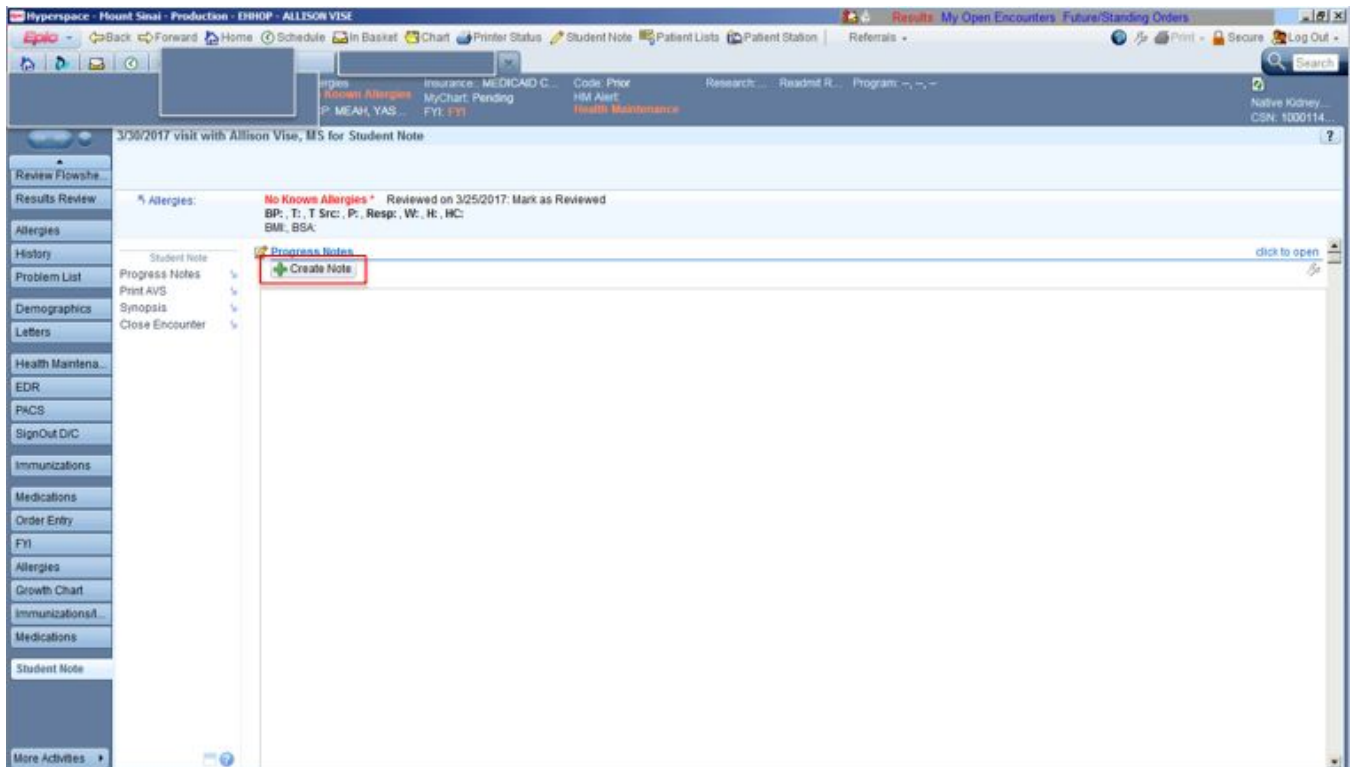 Hyperspace - Mount Sinai - Production - EHHOP - ALLISON VISE
Results My Open Encounters Future/Standing Orders
Epic Back Forward Home Schedule In Basket Chart Printer Status Student Note Patient Lists Patient Station Referrals Print Secure Log Out
Search
Insurance: MEDICAID C... Code: Prior Research:... Readmit R... Program: –, –, –
Known Allergies MyChart: Pending HM Alert: Native Kidney...
P: MEAH, YAS... FYI: FYI Health Maintenance CSN: 1000114...
3/30/2017 visit with Allison Vise, MS for Student Note ?
Review Flowshe...
Results Review
Allergies
History
Problem List
Demographics
Letters
Health Maintena...
EDR
PACS
SignOut D/C
Immunizations
Medications
Order Entry
FYI
Allergies
Growth Chart
Immunizations/I...
Medications
Student Note
More Activities
Allergies: No Known Allergies * Reviewed on 3/25/2017: Mark as Reviewed
BP: , T: , T Src: , P: , Resp: , W: , H: , HC:
BMI:, BSA:
Student Note
Progress Notes
Print AVS
Synopsis
Close Encounter
Progress Notes click to open
Create Note